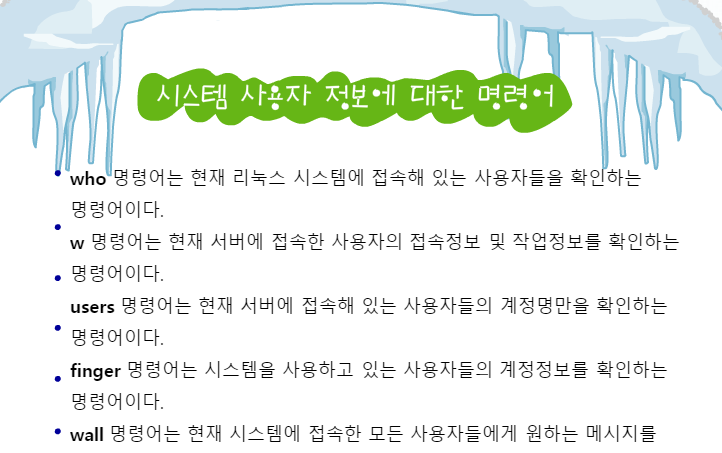 시스템 사용자 정보에 대한 명령어
who 명령어는 현재 리눅스 시스템에 접속해 있는 사용자들을 확인하는
명령어이다.
w 명령어는 현재 서버에 접속한 사용자의 접속정보 및 작업정보를 확인하는
명령어이다.
users 명령어는 현재 서버에 접속해 있는 사용자들의 계정명만을 확인하는
명령어이다.
finger 명령어는 시스템을 사용하고 있는 사용자들의 계정정보를 확인하는
명령어이다.
wall 명령어는 현재 시스템에 접속한 모든 사용자들에게 원하는 메시지를